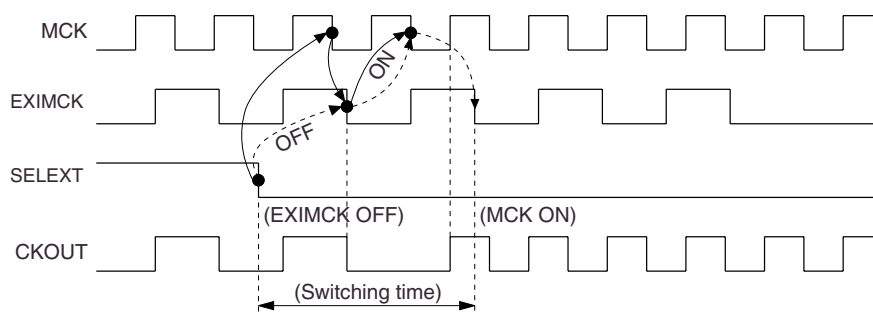 MCK
ON
EXIMCK
OFF
SELEXT
(EXIMCK OFF)
(MCK ON)
CKOUT
(Switching time)